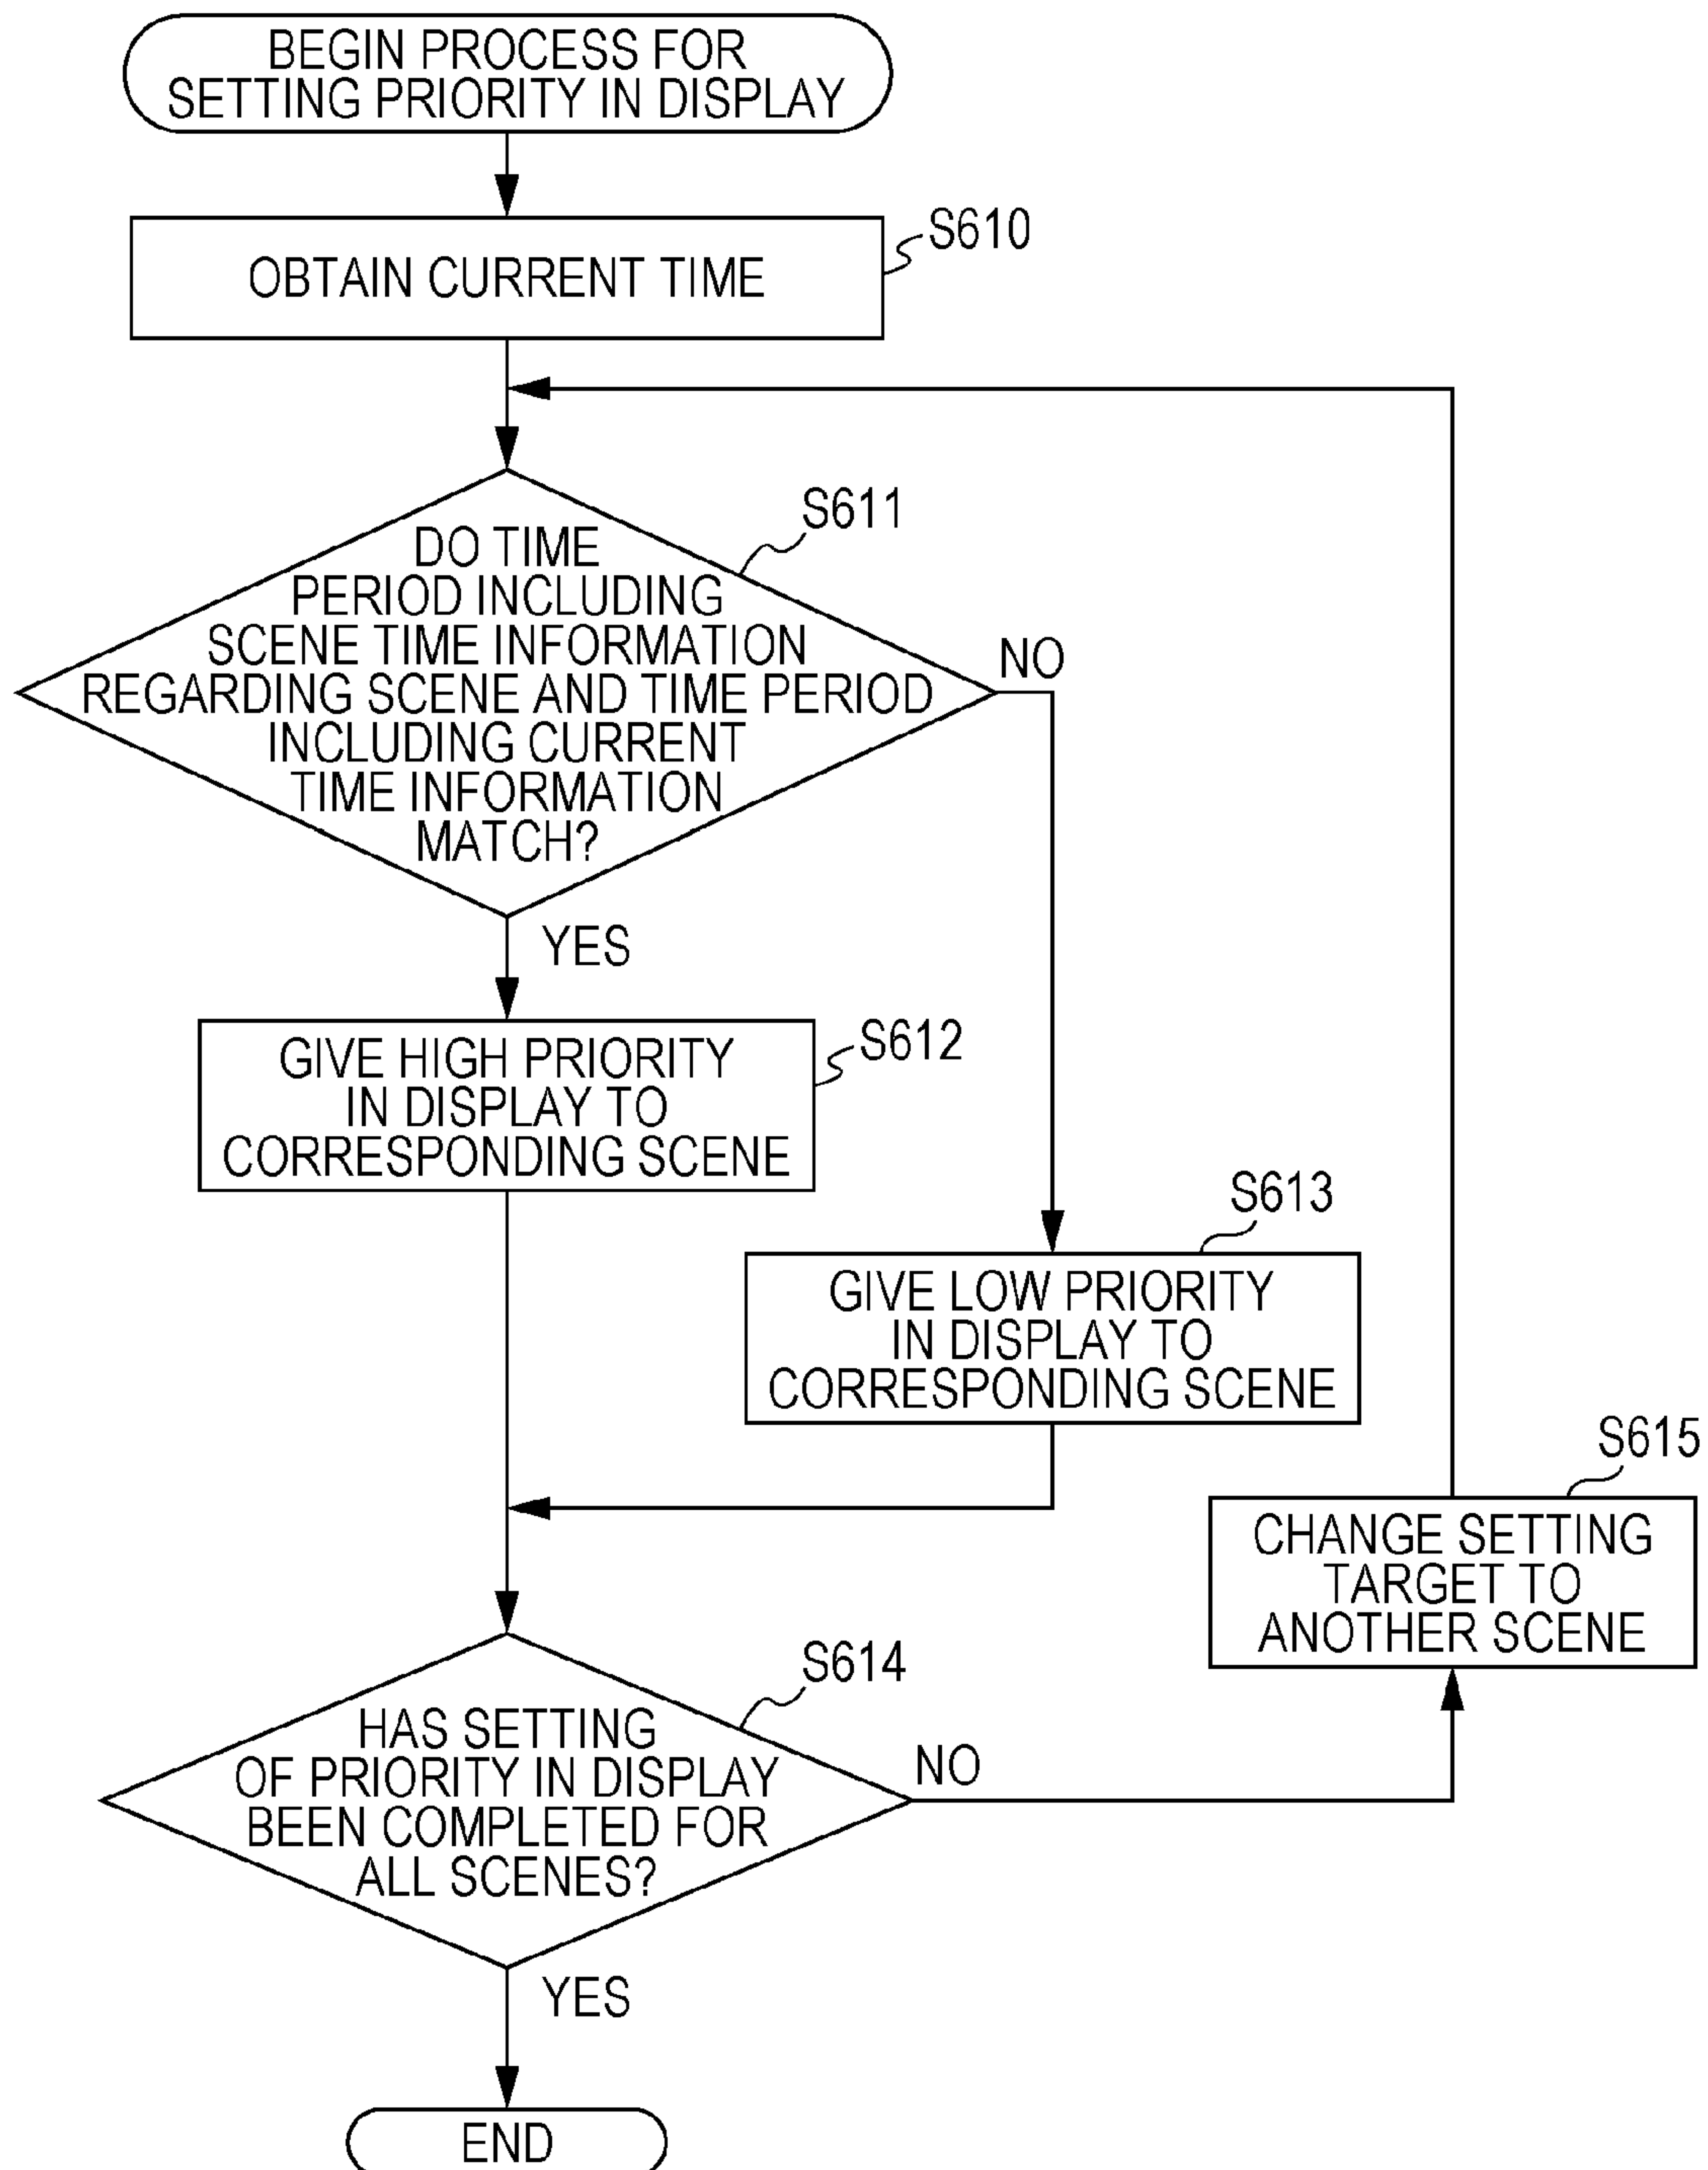 BEGIN PROCESS FOR
SETTING PRIORITY IN DISPLAY
S610
OBTAIN CURRENT TIME
S611
DO TIME
PERIOD INCLUDING
SCENE TIME INFORMATION
REGARDING SCENE AND TIME PERIOD
INCLUDING CURRENT
TIME INFORMATION
MATCH?
NO
YES
S612
GIVE HIGH PRIORITY
IN DISPLAY TO
CORRESPONDING SCENE
S613
GIVE LOW PRIORITY
IN DISPLAY TO
CORRESPONDING SCENE
S615
CHANGE SETTING
TARGET TO
ANOTHER SCENE
S614
HAS SETTING
OF PRIORITY IN DISPLAY
BEEN COMPLETED FOR
ALL SCENES?
NO
YES
END